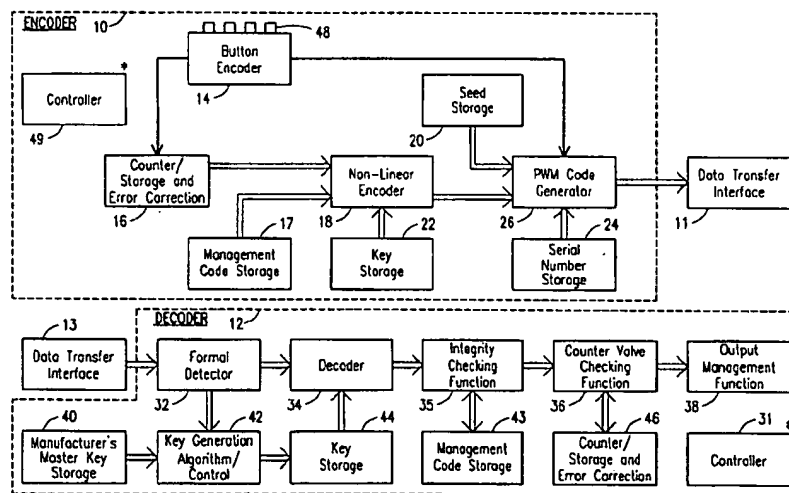 ENCODER
10
48
Button
Encoder
14
*
Controller
49
Seed
Storage
20
Counter/
Storage and
Error Correction
16
Non-Linear
Encoder
18
PWM Code
Generator
26
Data Transfer
Interface
11
17
Management
Code Storage
22
Key
Storage
24
Serial
Number
Storage
DECODER
12
13
Data Transfer
Interface
Formal
Detector
32
Decoder
34
Integrity
Checking
Function
35
Counter Valve
Checking
Function
36
Output
Management
Function
38
40
Manufacturer's
Master Key
Storage
42
Key Generation
Algorithm/
Control
44
Key
Storage
43
Management
Code Storage
46
Counter/
Storage and
Error Correction
31
Controller